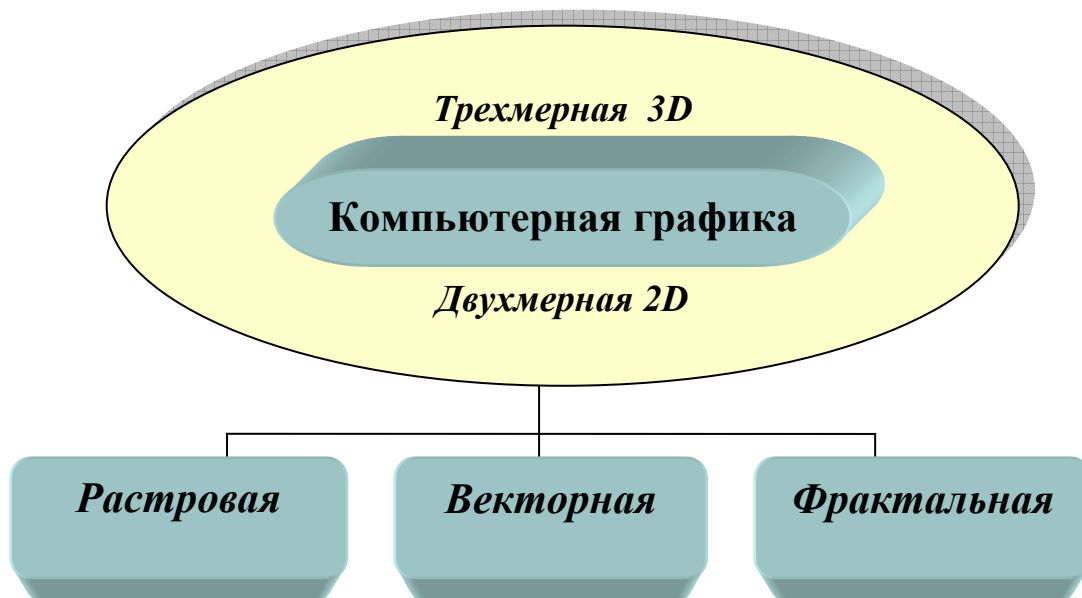 Трехмерная 3D
Компьютерная графика
Двухмерная 2D
Растровая
Векторная
Фрактальная